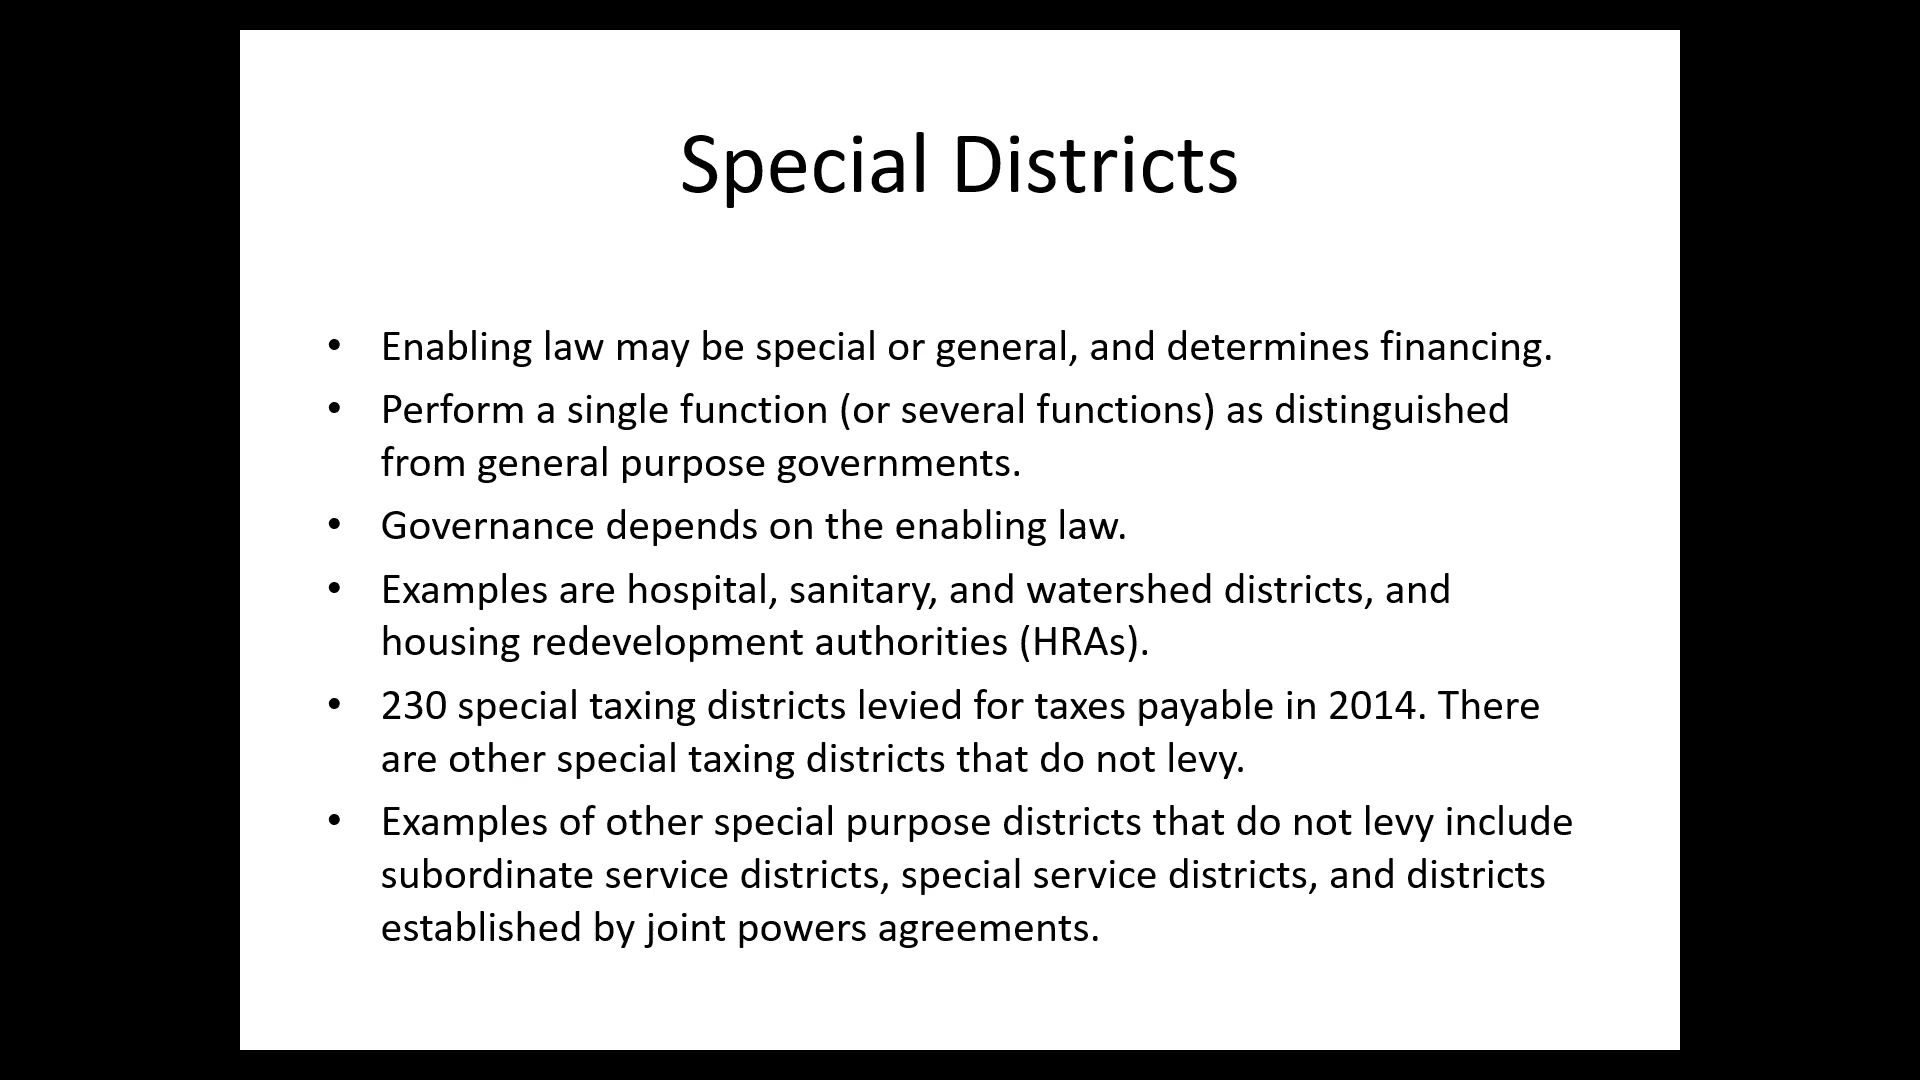 Special Districts
• Enabling law may be special or general, and determines financing.
• Perform a single function (or several functions) as distinguished
from general purpose governments.
• Governance depends on the enabling law.
• Examples are hospital, sanitary, and watershed districts, and
housing redevelopment authorities (HRAs).
• 230 special taxing districts levied for taxes payable in 2014. There
are other special taxing districts that do not levy.
• Examples of other special purpose districts that do not levy include
subordinate service districts, special service districts, and districts
established by joint powers agreements.